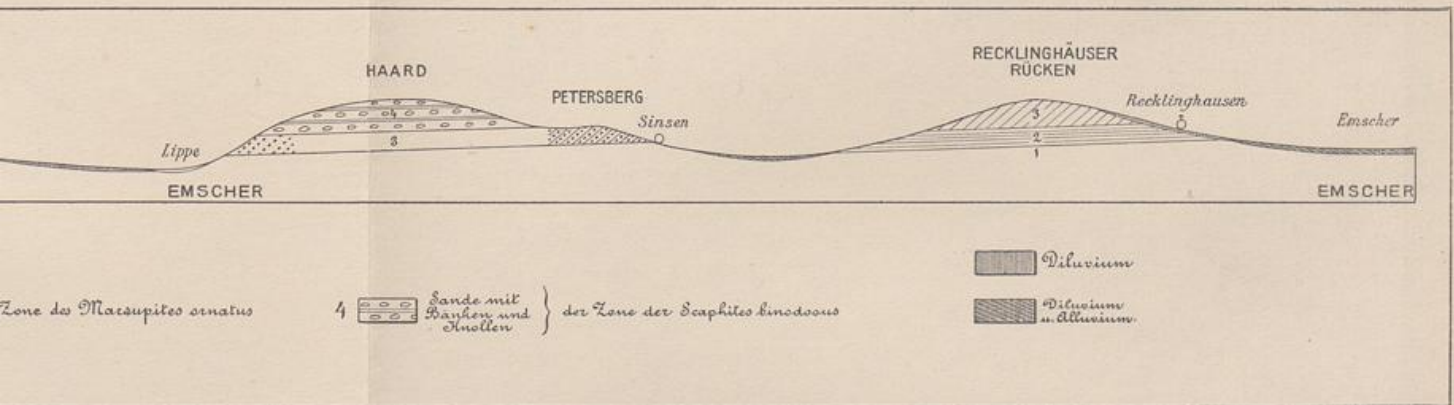 HAARD
RECKLINGHÄUSER
RÜCKEN
PETERSBERG
Recklinghausen
Sinsen
Emscher
Lippe
4
3
3
2
1
EMSCHER
EMSCHER
Diluvium
Zone des Marsupites ornatus
4
Sande mit
Bänken und
Knollen
der Zone der Scaphites binodosus
Diluvium
u. Alluvium.